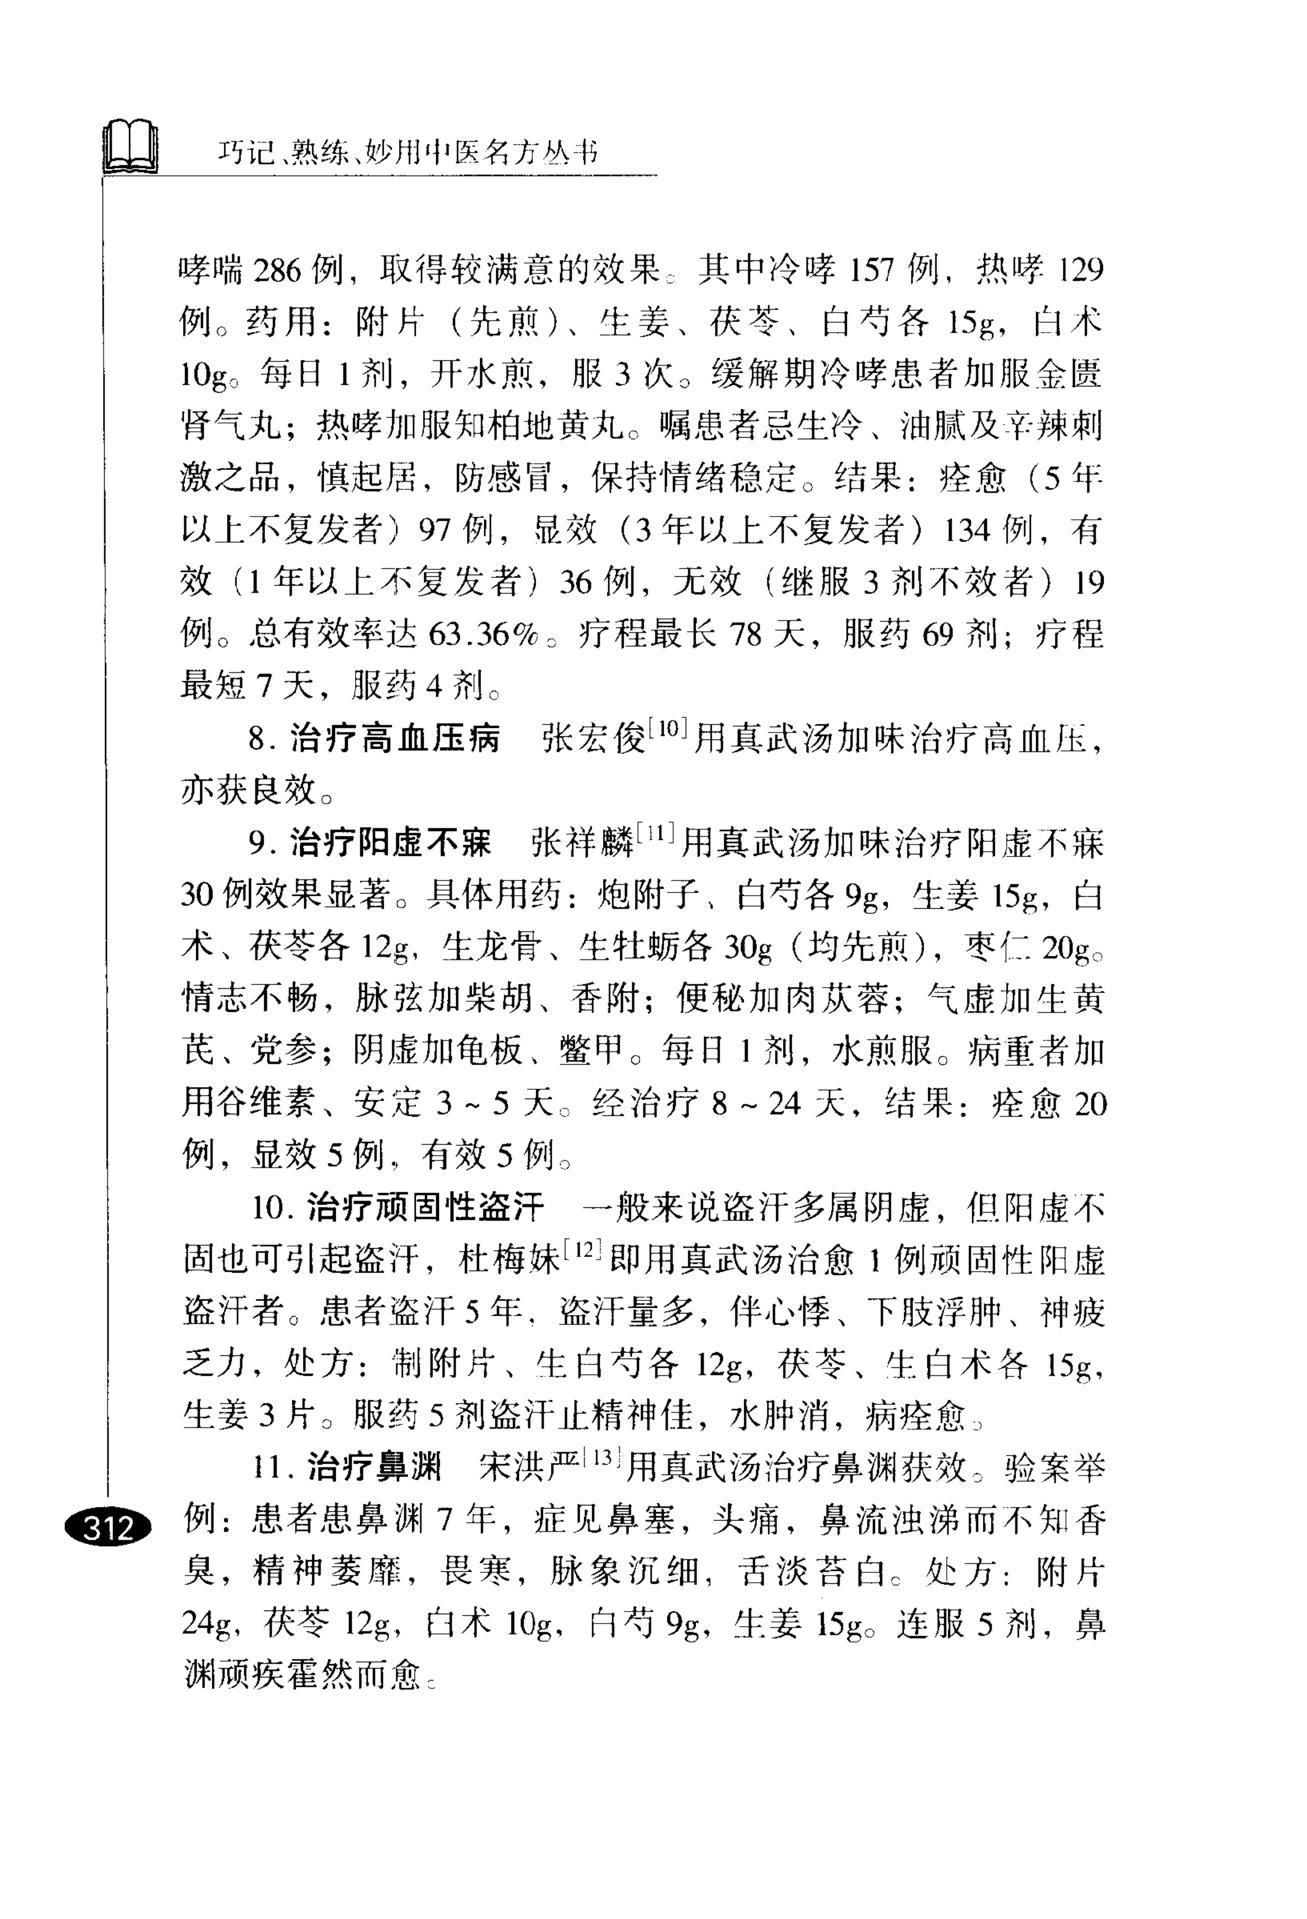 巧记、熟练、妙用中医名方丛书
哮喘 286 例，取得较满意的效果。其中冷哮 157 例，热哮 129
例。药用：附片（先煎）、生姜、茯苓、白芍各 15g，白术
10g。每日 1 剂，开水煎，服 3 次。缓解期冷哮患者加服金匮
肾气丸；热哮加服知柏地黄丸。嘱患者忌生冷、油腻及辛辣刺
激之品，慎起居，防感冒，保持情绪稳定。结果：痊愈（5 年
以上不复发者）97 例，显效（3 年以上不复发者）134 例，有
效（1 年以上不复发者）36 例，无效（继服 3 剂不效者）19
例。总有效率达 63.36%。疗程最长 78 天，服药 69 剂；疗程
最短 7 天，服药 4 剂。
8. 治疗高血压病　张宏俊[10]用真武汤加味治疗高血压，
亦获良效。
9. 治疗阳虚不寐　张祥麟[11]用真武汤加味治疗阳虚不寐
30 例效果显著。具体用药：炮附子、白芍各 9g，生姜 15g，白
术、茯苓各 12g，生龙骨、生牡蛎各 30g（均先煎），枣仁 20g。
情志不畅，脉弦加柴胡、香附；便秘加肉苁蓉；气虚加生黄
芪、党参；阴虚加龟板、鳖甲。每日 1 剂，水煎服。病重者加
用谷维素、安定 3～5 天。经治疗 8～24 天，结果：痊愈 20
例，显效 5 例，有效 5 例。
10. 治疗顽固性盗汗　一般来说盗汗多属阴虚，但阳虚不
固也可引起盗汗，杜梅妹[12]即用真武汤治愈 1 例顽固性阳虚
盗汗者。患者盗汗 5 年，盗汗量多，伴心悸、下肢浮肿、神疲
乏力，处方：制附片、生白芍各 12g，茯苓、生白术各 15g，
生姜 3 片。服药 5 剂盗汗止精神佳，水肿消，病痊愈。
11. 治疗鼻渊　宋洪严[13]用真武汤治疗鼻渊获效。验案举
例：患者患鼻渊 7 年，症见鼻塞，头痛，鼻流浊涕而不知香
臭，精神萎靡，畏寒，脉象沉细，舌淡苔白。处方：附片
24g，茯苓 12g，白术 10g，白芍 9g，生姜 15g。连服 5 剂，鼻
渊顽疾霍然而愈。
312